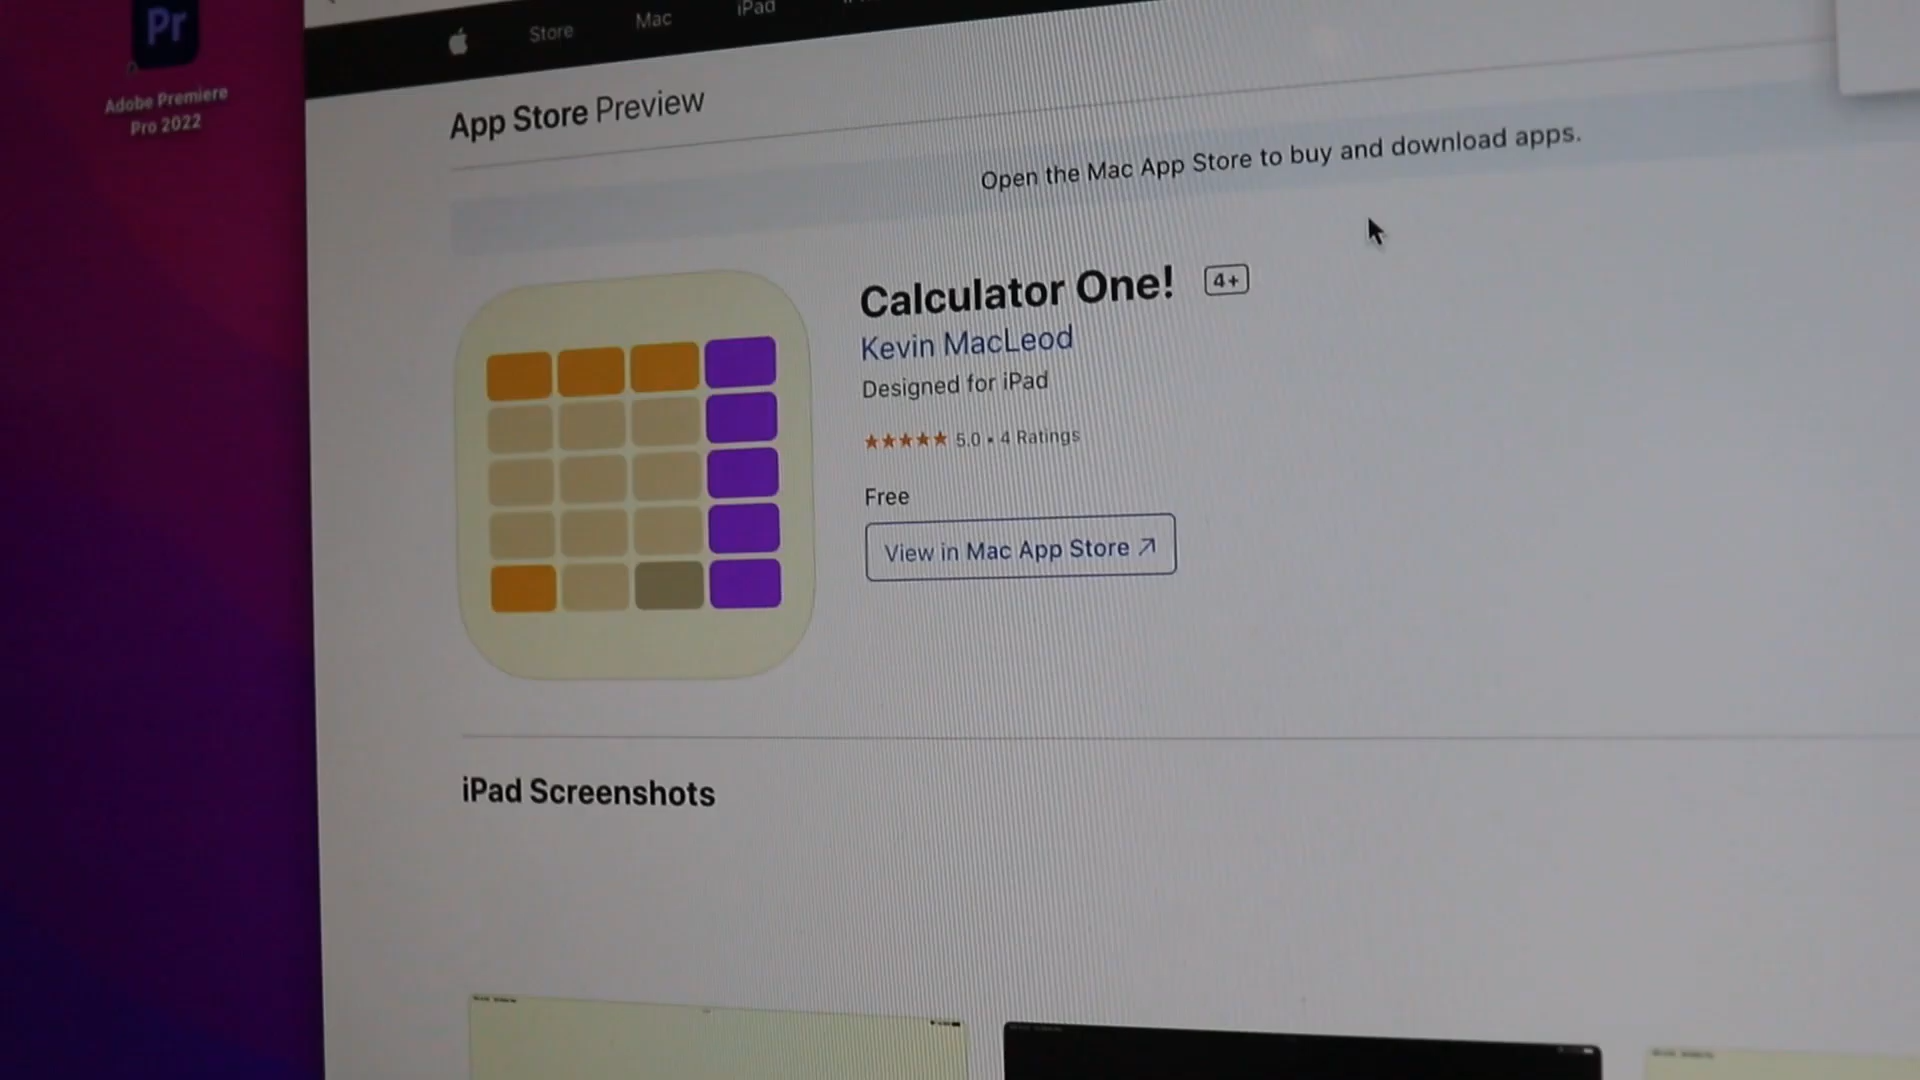 Pr
Adobe Premiere
Pro 2022
Store Mac iPad
App Store Preview
Open the Mac App Store to buy and download apps.
Calculator One! 4+
Kevin MacLeod
Designed for iPad
★★★★★ 5.0 • 4 Ratings
Free
View in Mac App Store ↗
iPad Screenshots